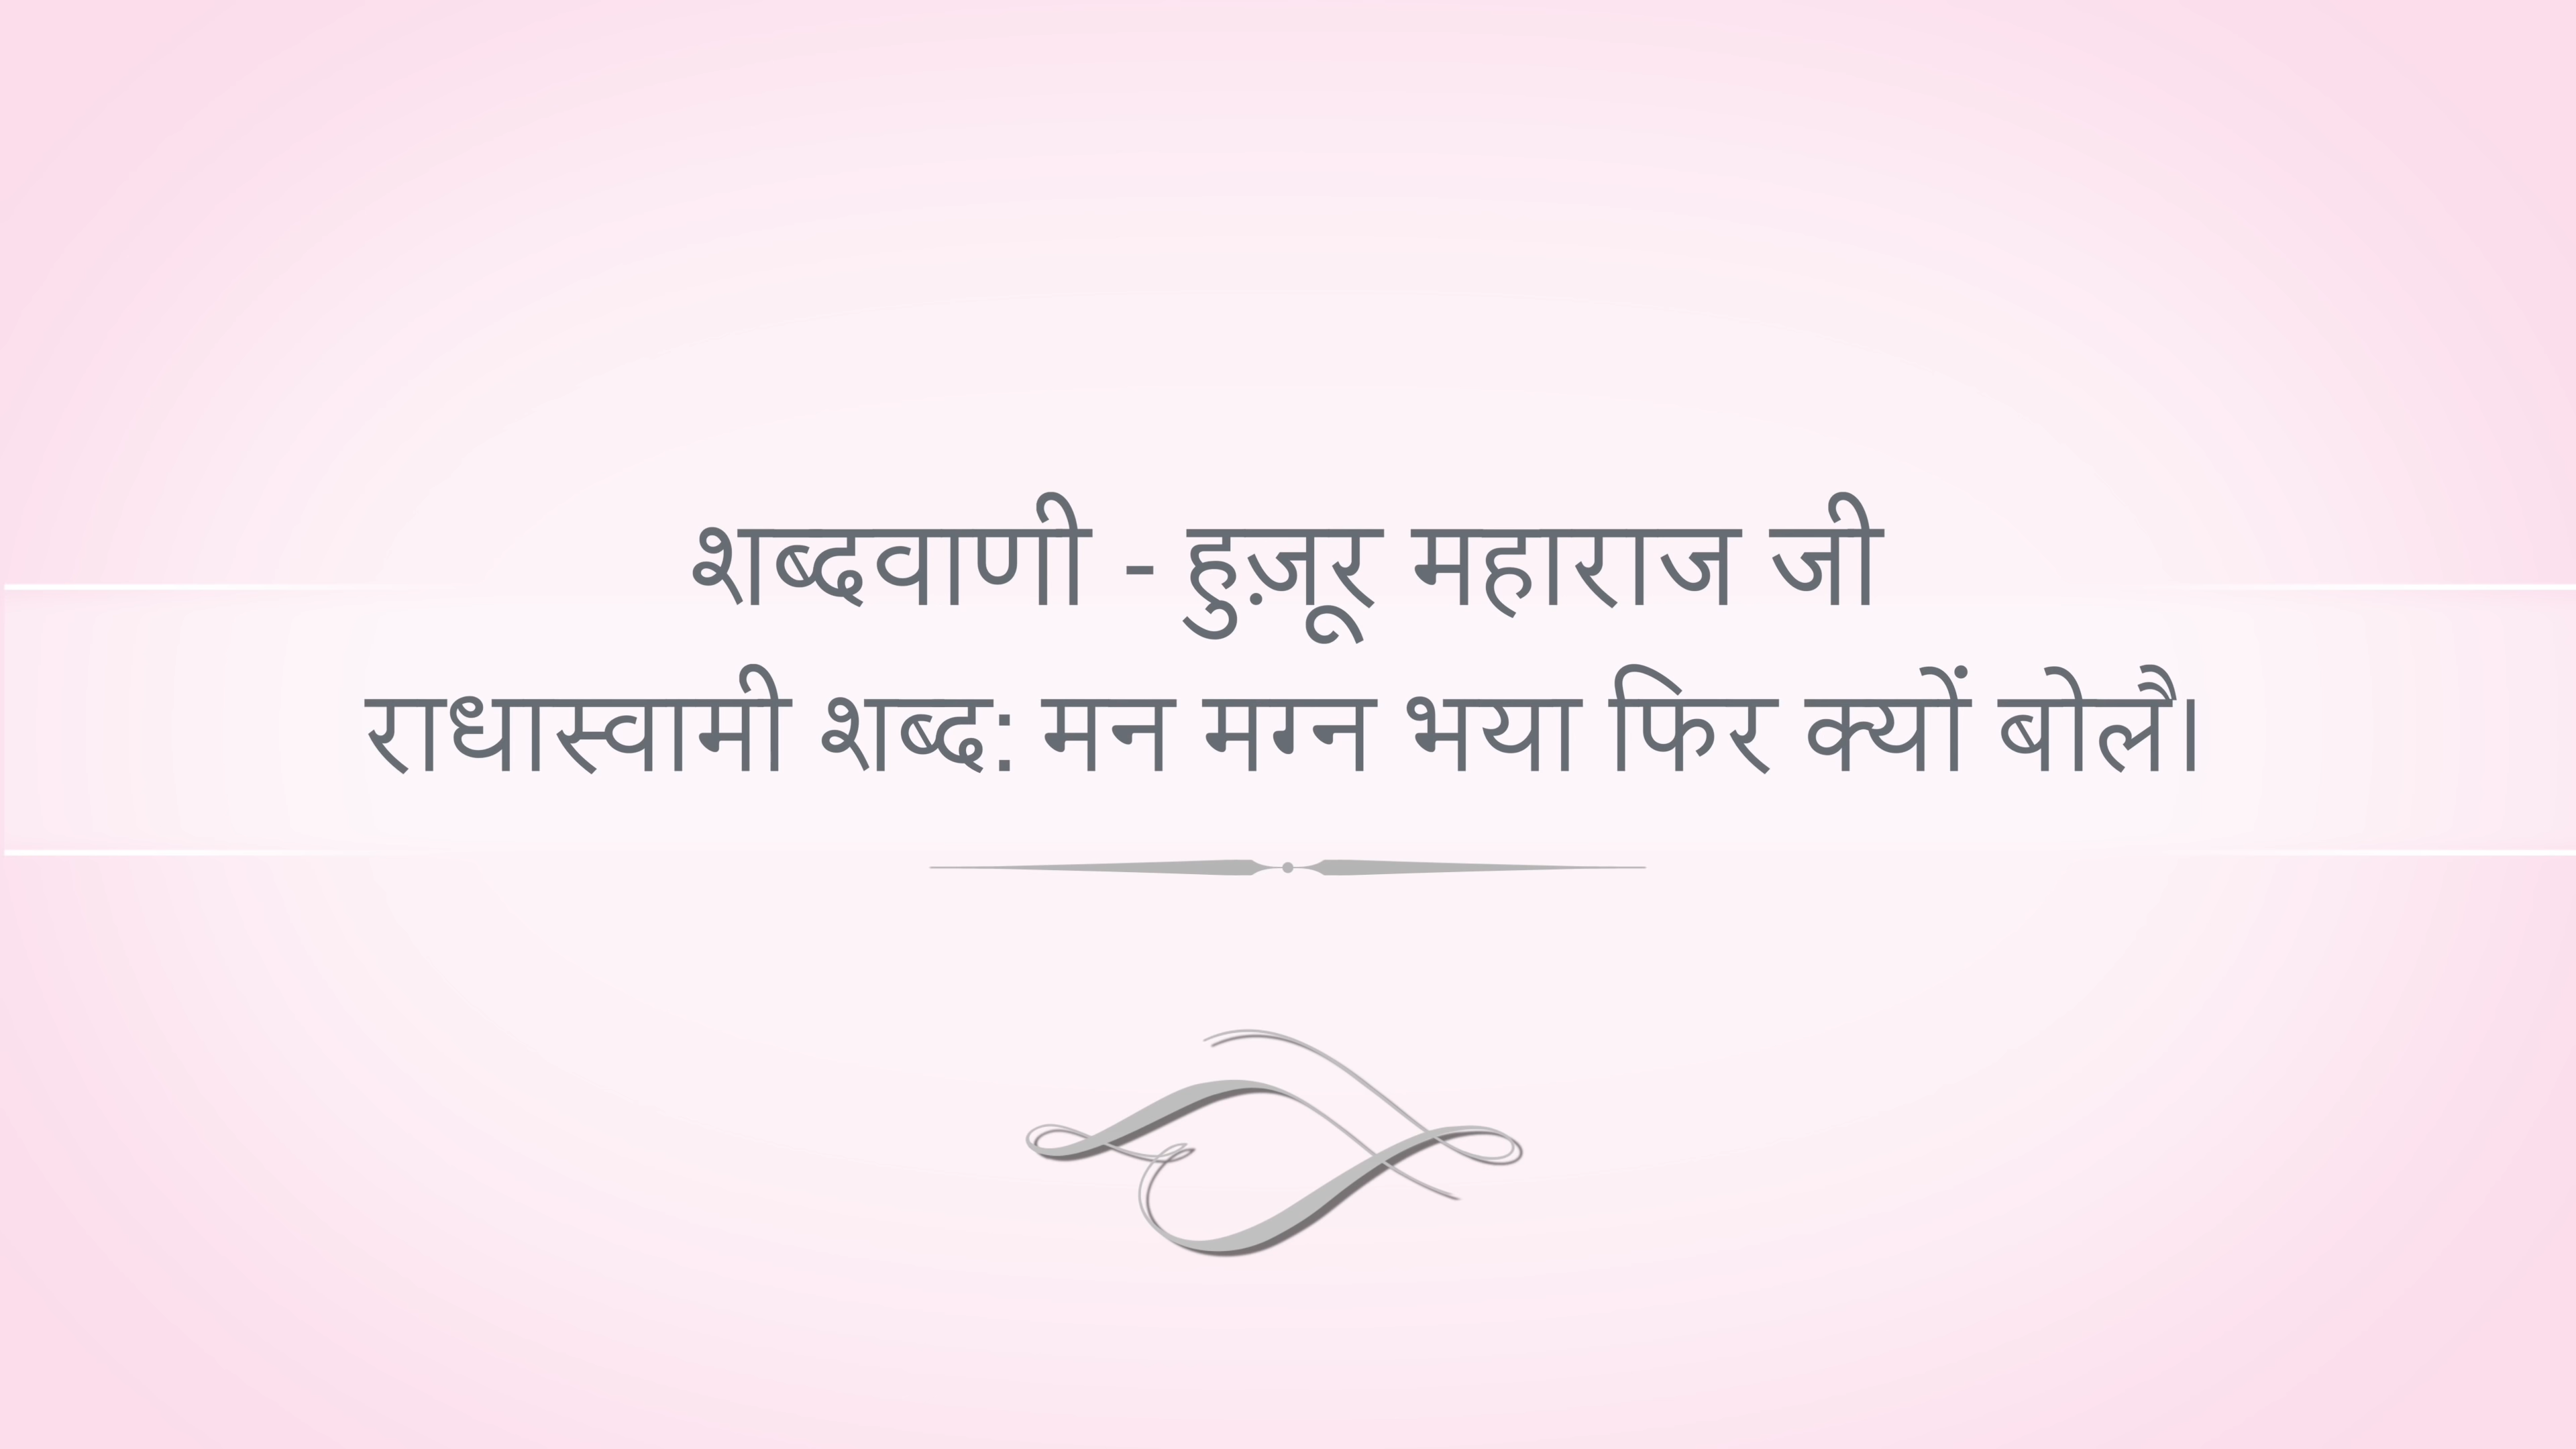 शब्दवाणी - हुज़ूर महाराज जी
राधास्वामी शब्द: मन मग्न भया फिर क्यों बोलै।